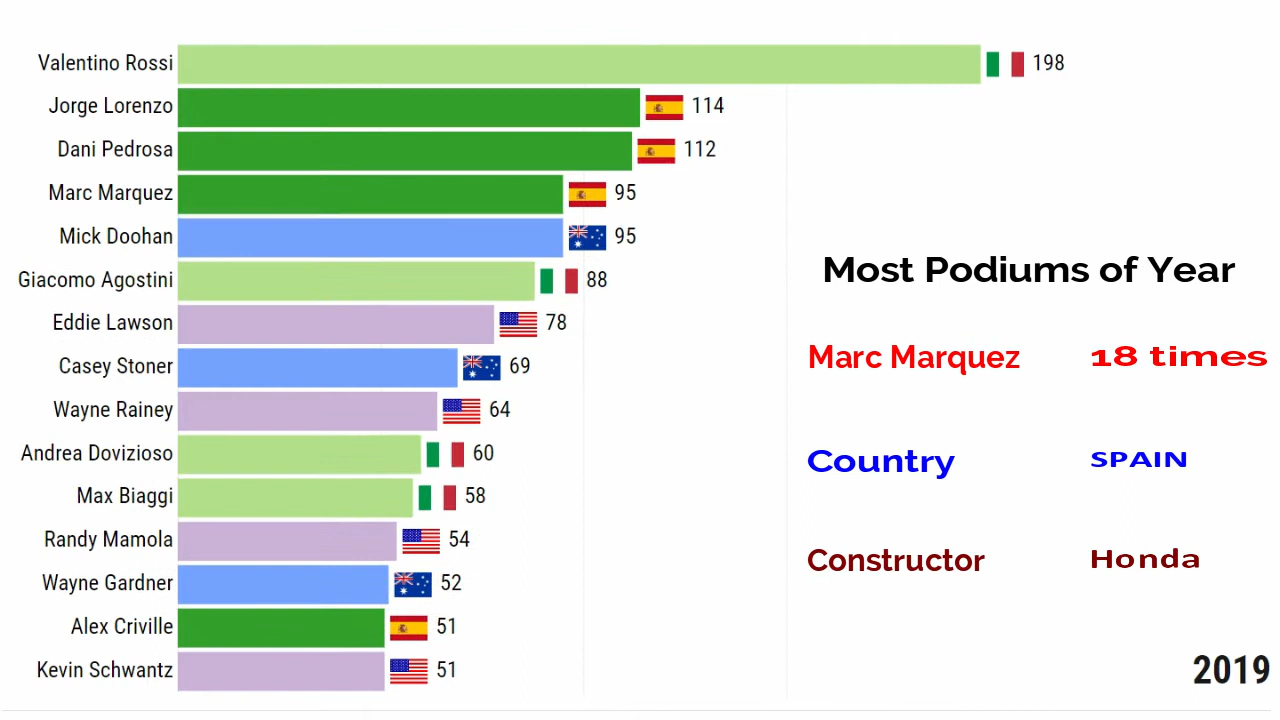 Valentino Rossi 198
Jorge Lorenzo 114
Dani Pedrosa 112
Marc Marquez 95
Mick Doohan 95
Giacomo Agostini 88
Eddie Lawson 78
Casey Stoner 69
Wayne Rainey 64
Andrea Dovizioso 60
Max Biaggi 58
Randy Mamola 54
Wayne Gardner 52
Alex Criville 51
Kevin Schwantz 51
Most Podiums of Year
Marc Marquez 18 times
Country SPAIN
Constructor Honda
2019